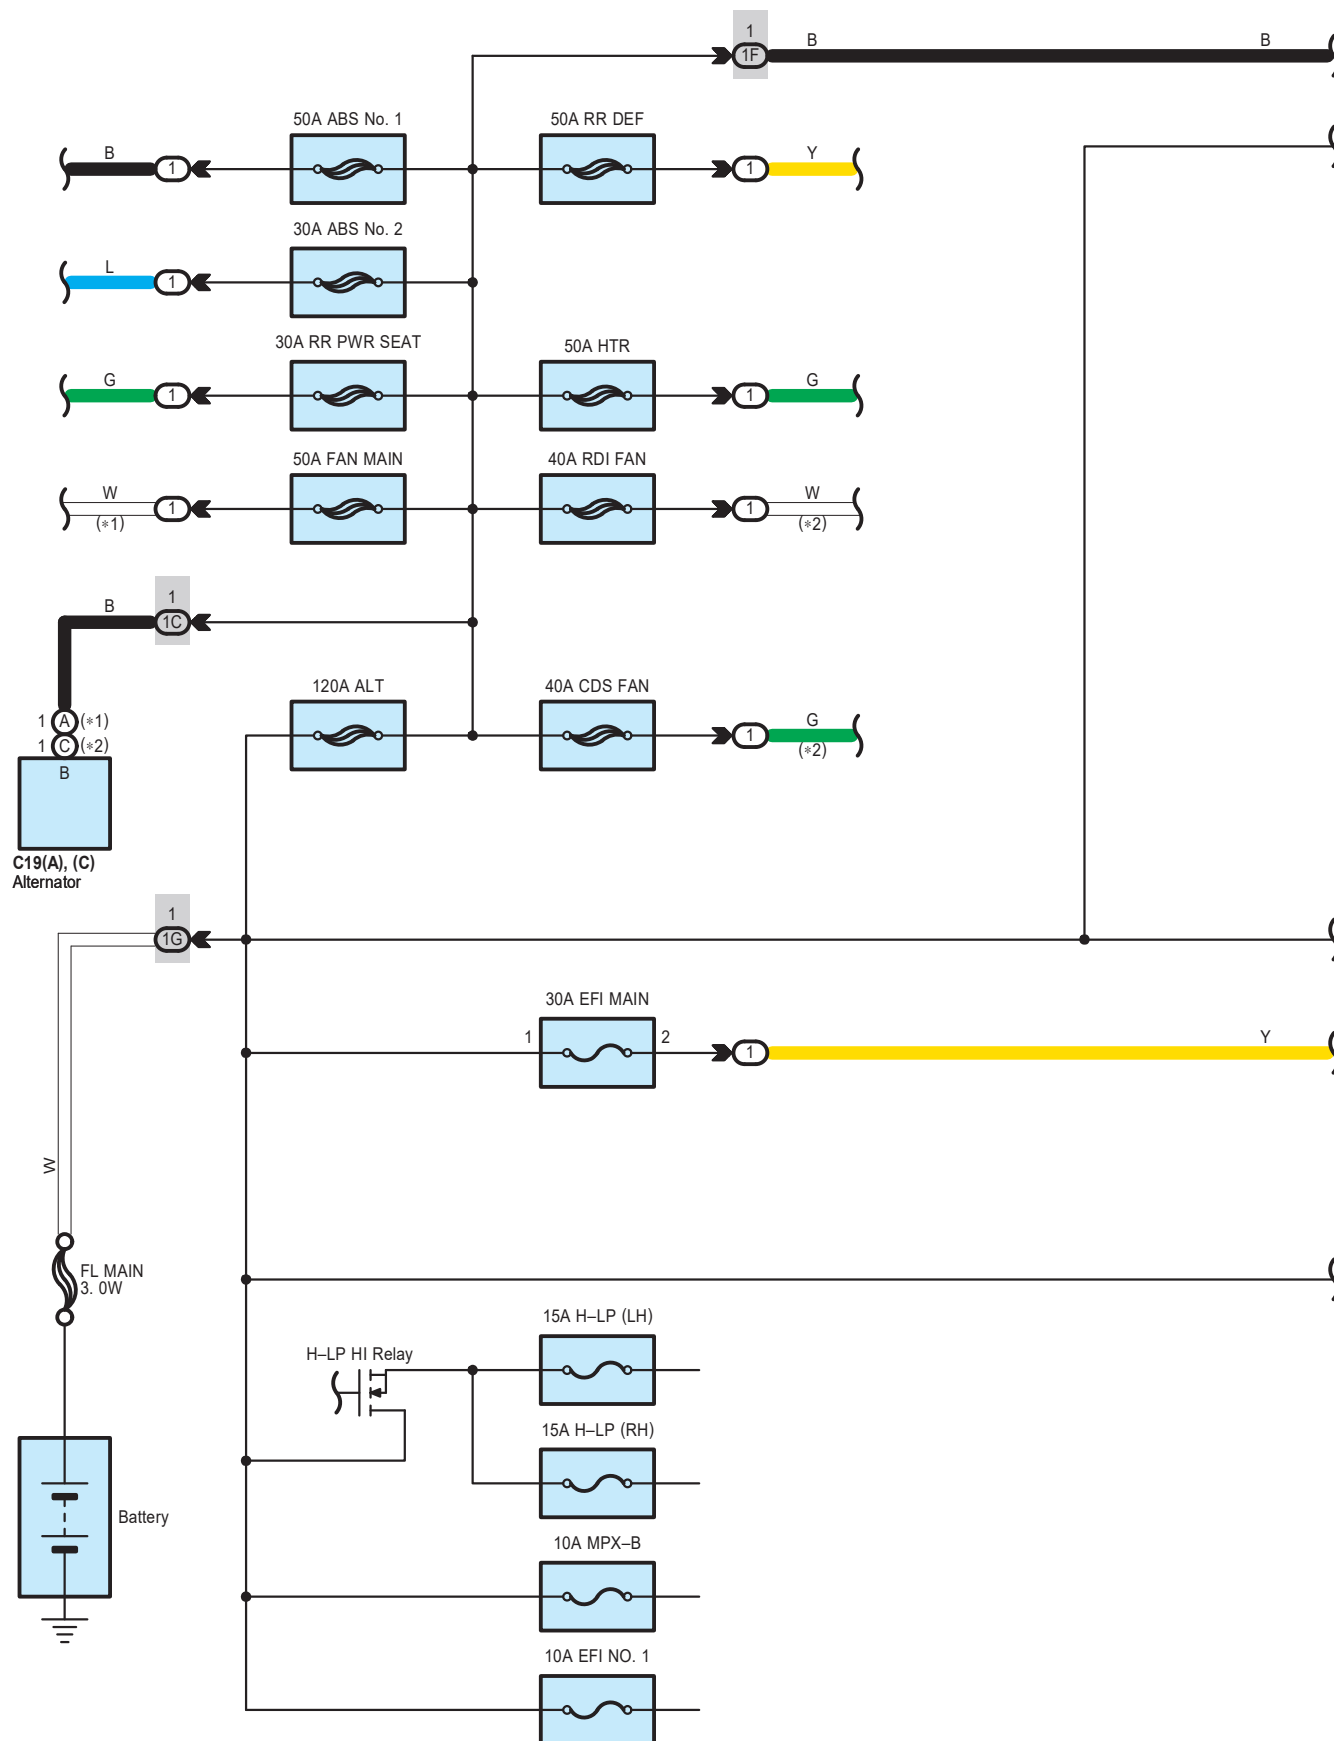 1
1F
B
B
50A ABS No. 1
50A RR DEF
B
1
1
Y
30A ABS No. 2
L
1
30A RR PWR SEAT
50A HTR
G
1
1
G
50A FAN MAIN
40A RDI FAN
W
(*1)
1
1
W
(*2)
1
B
1C
120A ALT
40A CDS FAN
1
G
(*2)
1 A (*1)
1 C (*2)
B
C19(A), (C)
Alternator
1
1G
30A EFI MAIN
1
2
1
Y
W
FL MAIN
3. 0W
15A H–LP (LH)
H–LP HI Relay
15A H–LP (RH)
Battery
10A MPX–B
10A EFI NO. 1